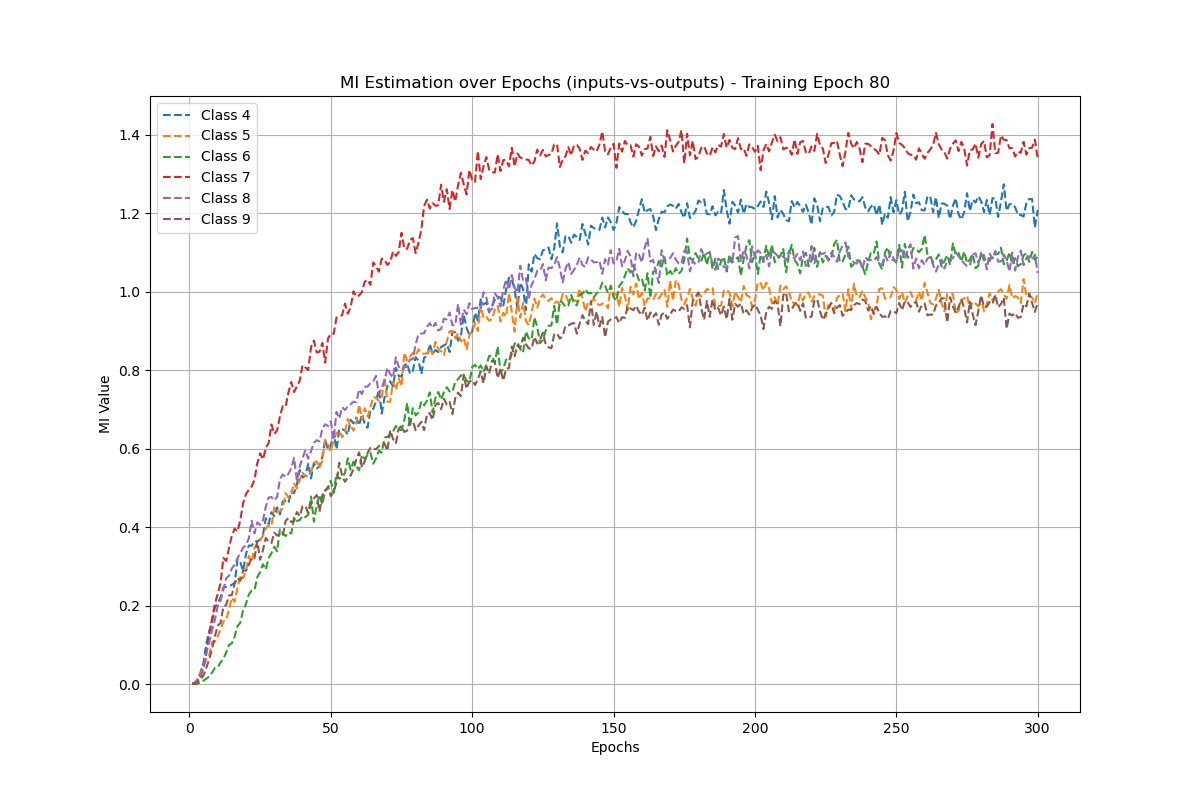 MI Estimation over Epochs (inputs-vs-outputs) - Training Epoch 80
Class 4
Class 5
Class 6
Class 7
Class 8
Class 9
1.4
1.2
1.0
0.8
0.6
0.4
0.2
0.0
MI Value
0 50 100 150 200 250 300
Epochs